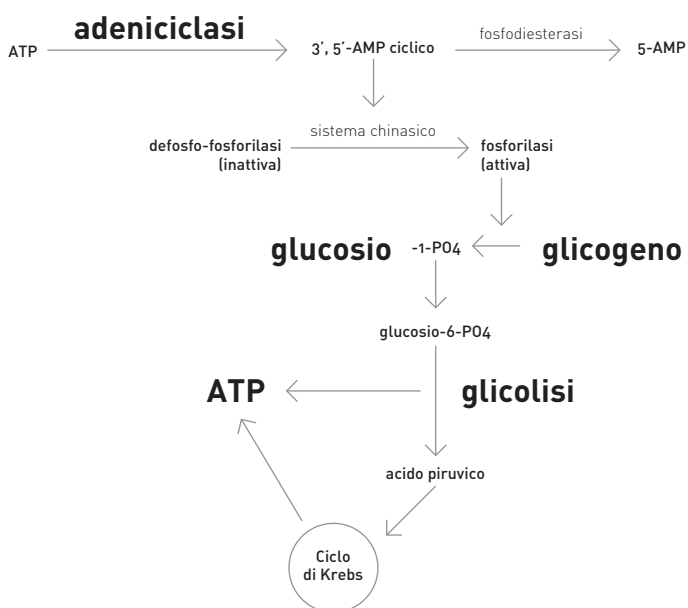 adeniciclasi
ATP
3’, 5’-AMP ciclico
fosfodiesterasi
5-AMP
sistema chinasico
defosfo-fosforilasi
(inattiva)
fosforilasi
(attiva)
glucosio -1-PO4
glicogeno
glucosio-6-PO4
ATP
glicolisi
acido piruvico
Ciclo
di Krebs